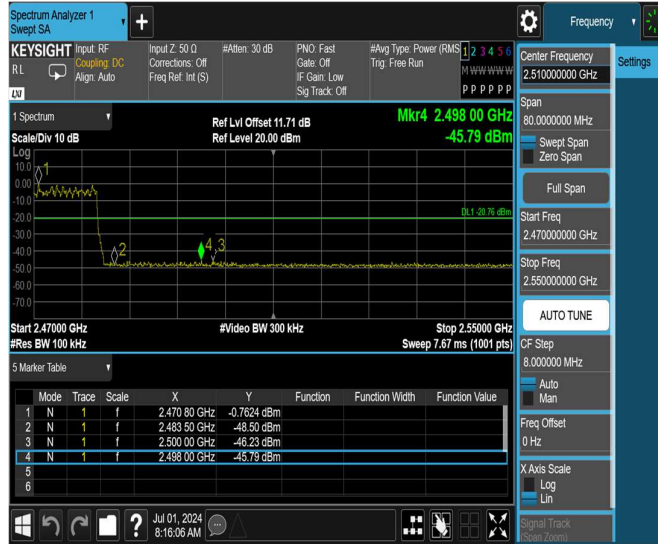 Spectrum Analyzer 1
Swept SA
+
Frequency
KEYSIGHT
RL
LXI
Input: RF
Coupling: DC
Align: Auto
Input Z: 50 Ω
Corrections: Off
Freq Ref: Int (S)
#Atten: 30 dB
PNO: Fast
Gate: Off
IF Gain: Low
Sig Track: Off
#Avg Type: Power (RMS
Trig: Free Run
1 2 3 4 5 6
M W W W W W
P P P P P P
1 Spectrum
Scale/Div 10 dB
Ref Lvl Offset 11.71 dB
Ref Level 20.00 dBm
Mkr4 2.498 00 GHz
-45.79 dBm
Log
10.0
0.00
-10.0
-20.0
-30.0
-40.0
-50.0
-60.0
-70.0
1
2
4
3
DL1 -20.76 dBm
Start 2.47000 GHz
#Res BW 100 kHz
#Video BW 300 kHz
Stop 2.55000 GHz
Sweep 7.67 ms (1001 pts)
5 Marker Table
Mode Trace Scale X Y Function Function Width Function Value
1 N 1 f 2.470 80 GHz -0.7624 dBm
2 N 1 f 2.483 50 GHz -48.50 dBm
3 N 1 f 2.500 00 GHz -46.23 dBm
4 N 1 f 2.498 00 GHz -45.79 dBm
5
6
Jul 01, 2024
8:16:06 AM
?
Center Frequency
2.510000000 GHz
Settings
Span
80.0000000 MHz
Swept Span
Zero Span
Full Span
Start Freq
2.470000000 GHz
Stop Freq
2.550000000 GHz
AUTO TUNE
CF Step
8.000000 MHz
Auto
Man
Freq Offset
0 Hz
X Axis Scale
Log
Lin
Signal Track
(Span Zoom)